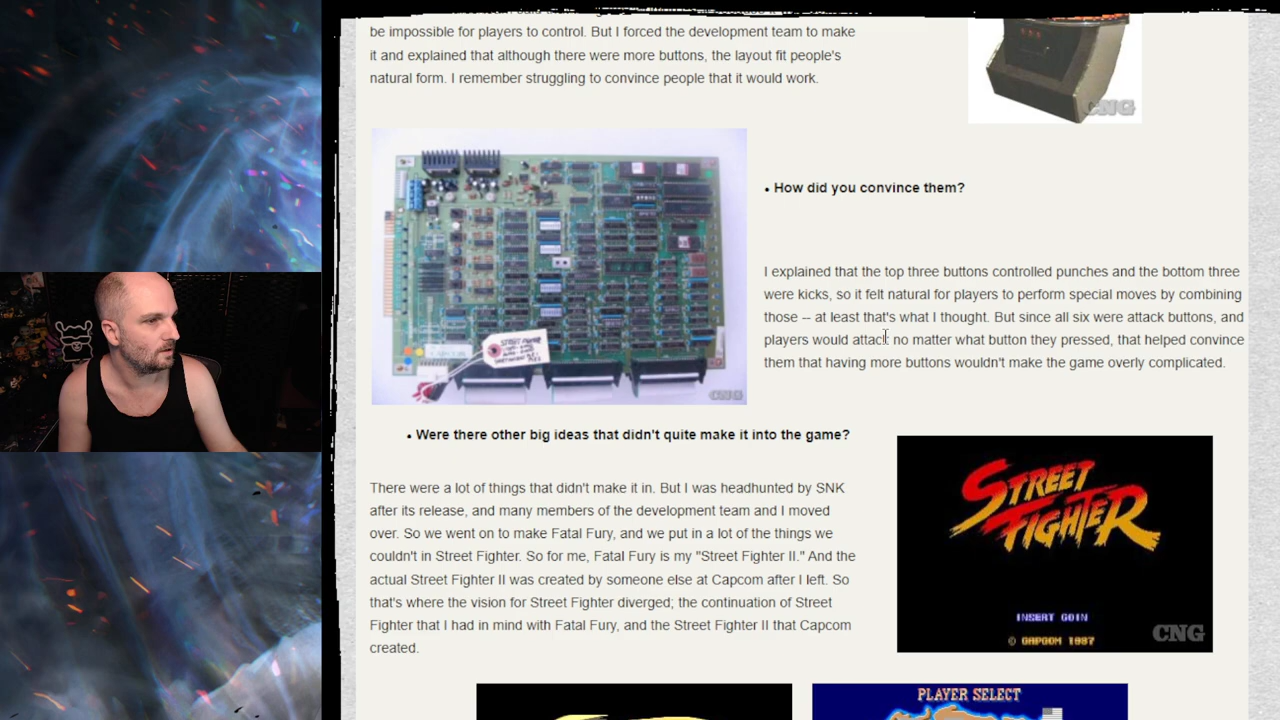 be impossible for players to control. But I forced the development team to make
it and explained that although there were more buttons, the layout fit people's
natural form. I remember struggling to convince people that it would work.
CNG
• How did you convince them?
I explained that the top three buttons controlled punches and the bottom three
were kicks, so it felt natural for players to perform special moves by combining
those -- at least that's what I thought. But since all six were attack buttons, and
players would attack no matter what button they pressed, that helped convince
them that having more buttons wouldn't make the game overly complicated.
STREET FIGHTER
CNG
• Were there other big ideas that didn't quite make it into the game?
There were a lot of things that didn't make it in. But I was headhunted by SNK
after its release, and many members of the development team and I moved
over. So we went on to make Fatal Fury, and we put in a lot of the things we
couldn't in Street Fighter. So for me, Fatal Fury is my "Street Fighter II." And the
actual Street Fighter II was created by someone else at Capcom after I left. So
that's where the vision for Street Fighter diverged; the continuation of Street
Fighter that I had in mind with Fatal Fury, and the Street Fighter II that Capcom
created.
STREET
FIGHTER
INSERT COIN
© CAPCOM 1987
CNG
PLAYER SELECT